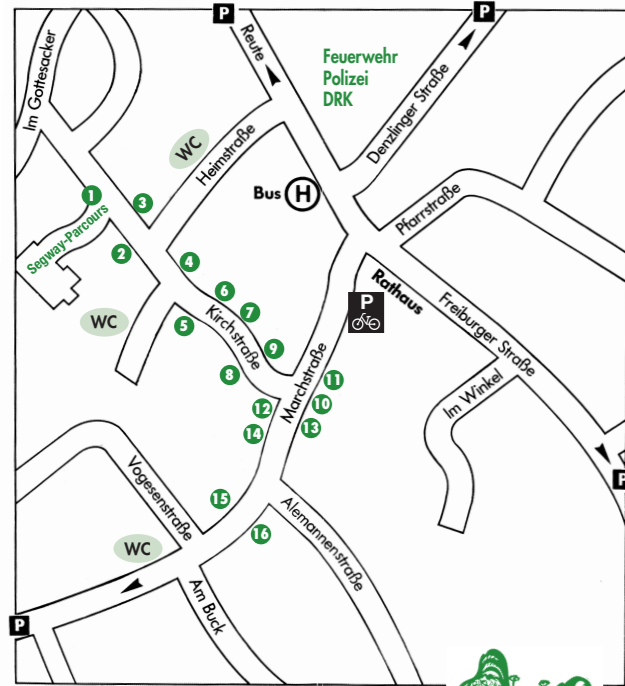 P
P
Reute
Feuerwehr
Polizei
DRK
Denzlinger Straße
Im Gottesacker
WC
Heimstraße
Bus H
Pfarrstraße
1
3
Segway-Parcours
2
4
Rathaus
Freiburger Straße
P
6
7
WC
5
Kirchstraße
9
8
Marchstraße
11
10
12
13
14
Im Winkel
Vogesenstraße
15
16
Alemannenstraße
P
WC
Am Buck
P